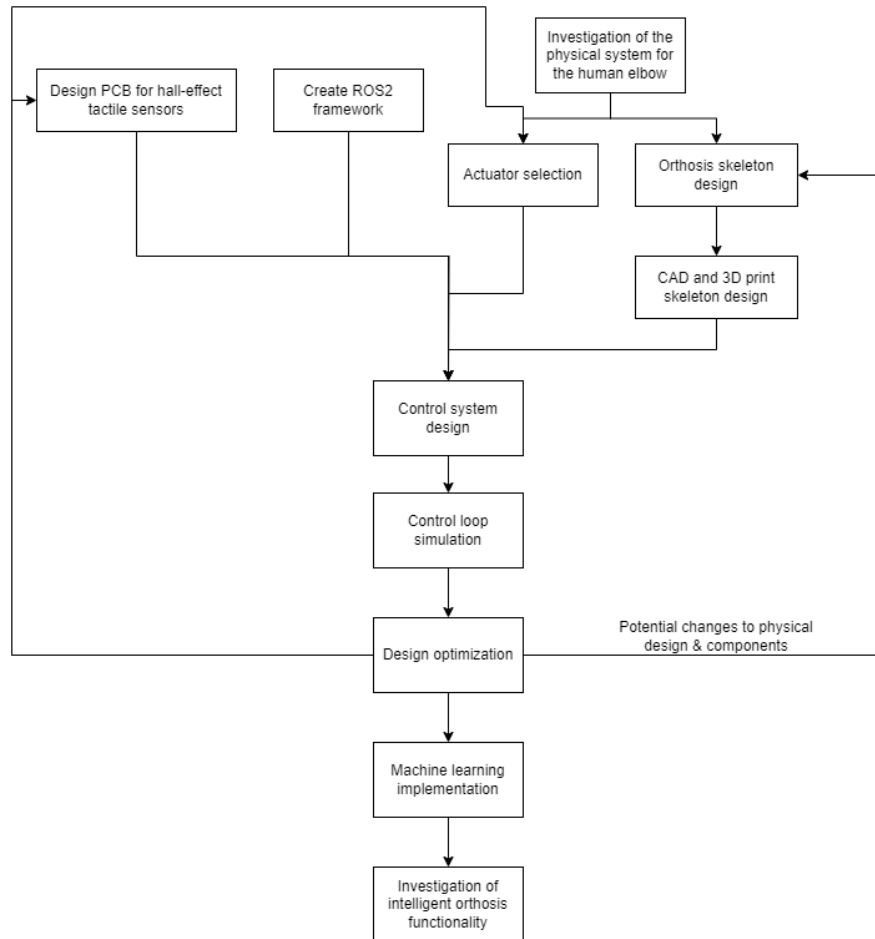 Investigation of the
physical system for
the human elbow
Design PCB for hall-effect
tactile sensors
Create ROS2
framework
Actuator selection
Orthosis skeleton
design
CAD and 3D print
skeleton design
Control system
design
Control loop
simulation
Design optimization
Potential changes to physical
design & components
Machine learning
implementation
Investigation of
intelligent orthosis
functionality